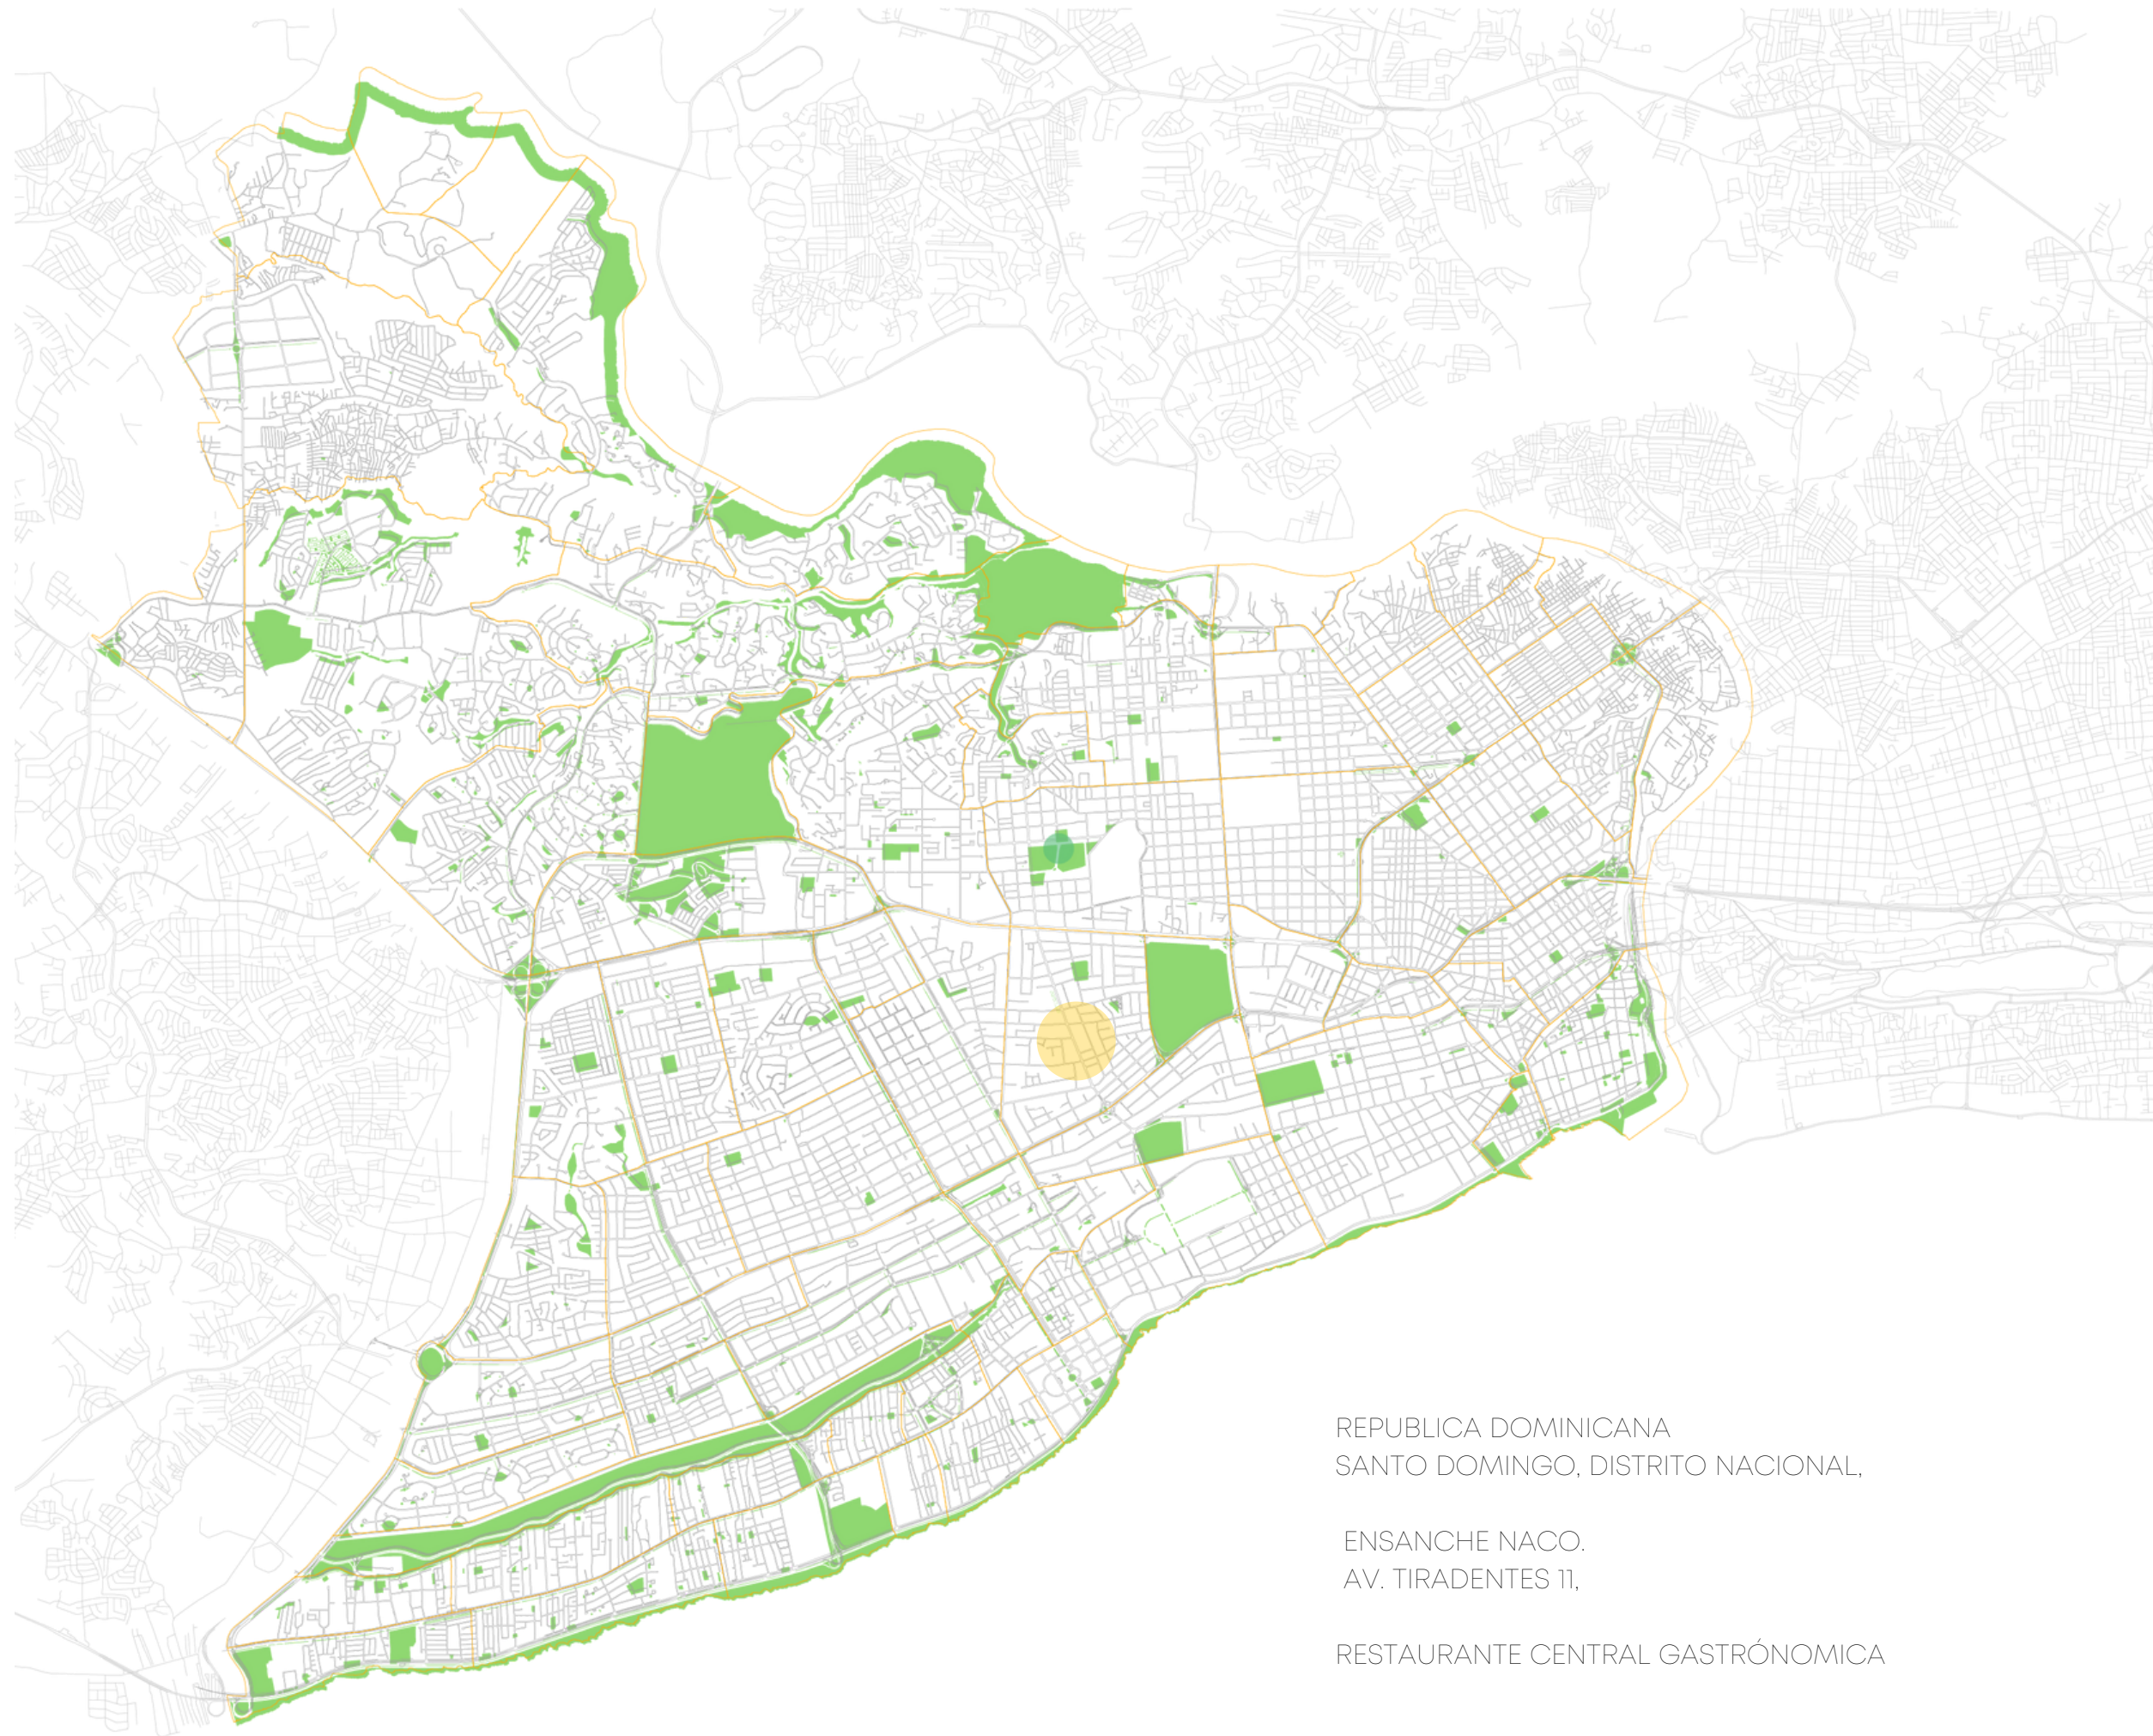 REPUBLICA DOMINICANA
SANTO DOMINGO, DISTRITO NACIONAL,
ENSANCHE NACO.
AV. TIRADENTES 11,
RESTAURANTE CENTRAL GASTRÓNOMICA